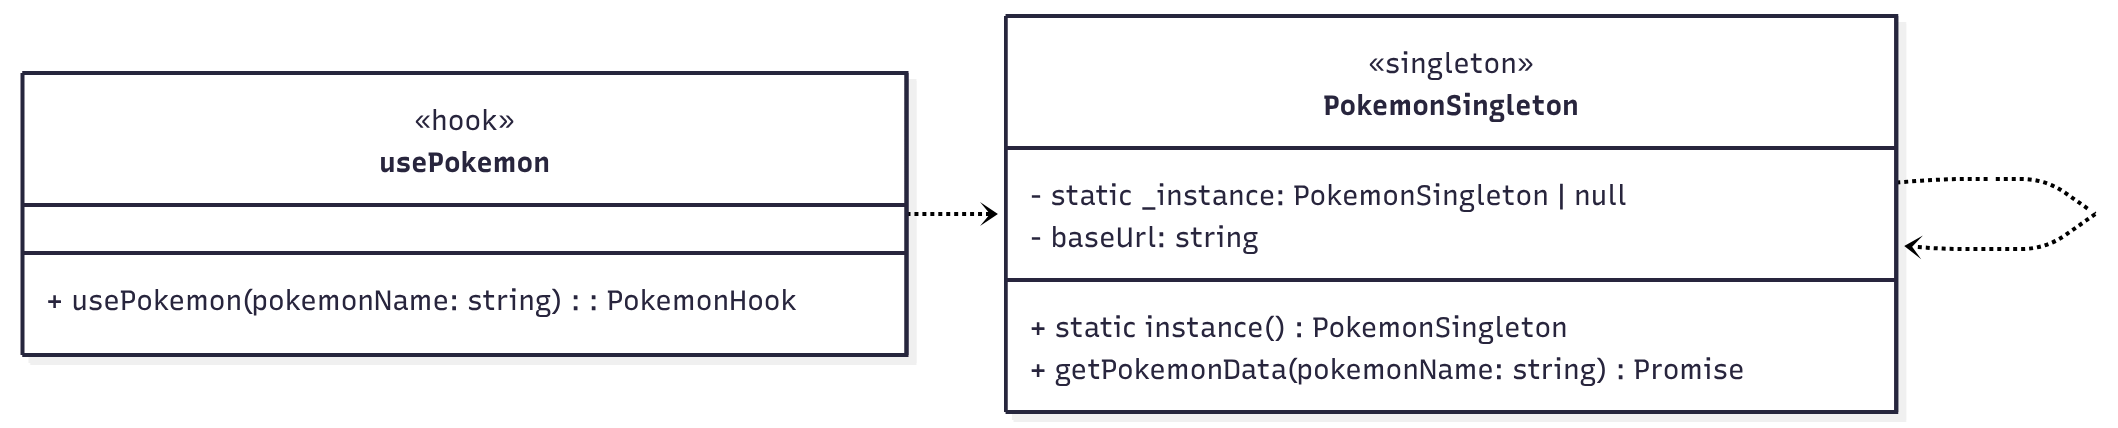 «hook»
usePokemon
+ usePokemon(pokemonName: string) : : PokemonHook
«singleton»
PokemonSingleton
- static _instance: PokemonSingleton | null
- baseUrl: string
+ static instance() : PokemonSingleton
+ getPokemonData(pokemonName: string) : Promise